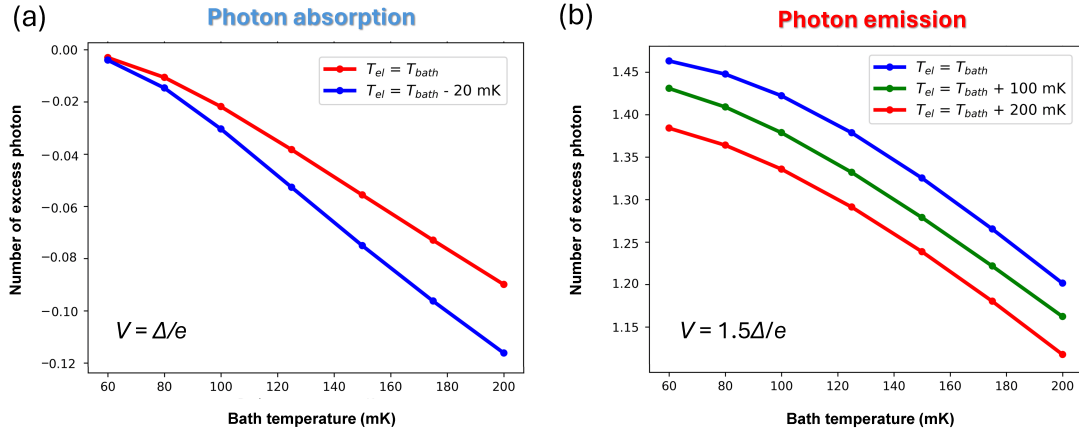 (a)
Photon absorption
Number of excess photon
0.00
−0.02
−0.04
−0.06
−0.08
−0.10
−0.12
T_el = T_bath
T_el = T_bath - 20 mK
V = Δ/e
60 80 100 120 140 160 180 200
Bath temperature (mK)
(b)
Photon emission
Number of excess photon
1.45
1.40
1.35
1.30
1.25
1.20
1.15
T_el = T_bath
T_el = T_bath + 100 mK
T_el = T_bath + 200 mK
V = 1.5Δ/e
60 80 100 120 140 160 180 200
Bath temperature (mK)